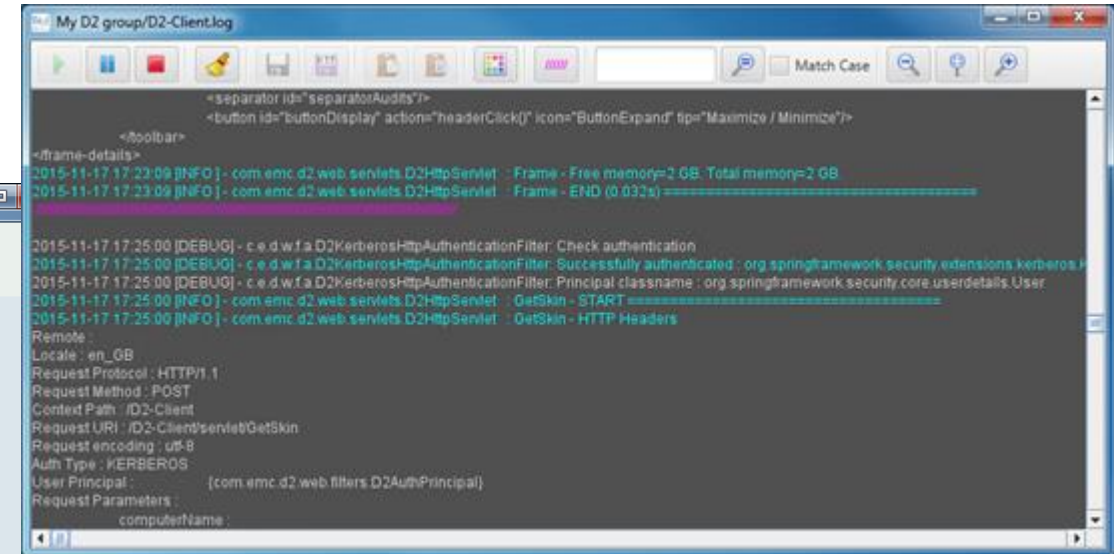 My D2 group/D2-Client.log
Match Case
<separator id="separatorAudits"/>
<button id="buttonDisplay" action="headerClick()" icon="ButtonExpand" tip="Maximize / Minimize"/>
</toolbar>
</frame-details>
2015-11-17 17:23:09 [INFO ] - com.emc.d2.web.servlets.D2HttpServlet : Frame - Free memory=2 GB. Total memory=2 GB.
2015-11-17 17:23:09 [INFO ] - com.emc.d2.web.servlets.D2HttpServlet : Frame - END (0.032s) =====================================
2015-11-17 17:25:00 [DEBUG] - c.e.d.w.f.a.D2KerberosHttpAuthenticationFilter: Check authentication
2015-11-17 17:25:00 [DEBUG] - c.e.d.w.f.a.D2KerberosHttpAuthenticationFilter: Successfully authenticated : org.springframework.security.extensions.kerberos.K
2015-11-17 17:25:00 [DEBUG] - c.e.d.w.f.a.D2KerberosHttpAuthenticationFilter: Principal classname : org.springframework.security.core.userdetails.User
2015-11-17 17:25:00 [INFO ] - com.emc.d2.web.servlets.D2HttpServlet : GetSkin - START =====================================
2015-11-17 17:25:00 [INFO ] - com.emc.d2.web.servlets.D2HttpServlet : GetSkin - HTTP Headers
Remote :
Locale : en_GB
Request Protocol : HTTP/1.1
Request Method : POST
Context Path : /D2-Client
Request URI : /D2-Client/servlet/GetSkin
Request encoding : utf-8
Auth Type : KERBEROS
User Principal : {com.emc.d2.web.filters.D2AuthPrincipal}
Request Parameters :
computerName :